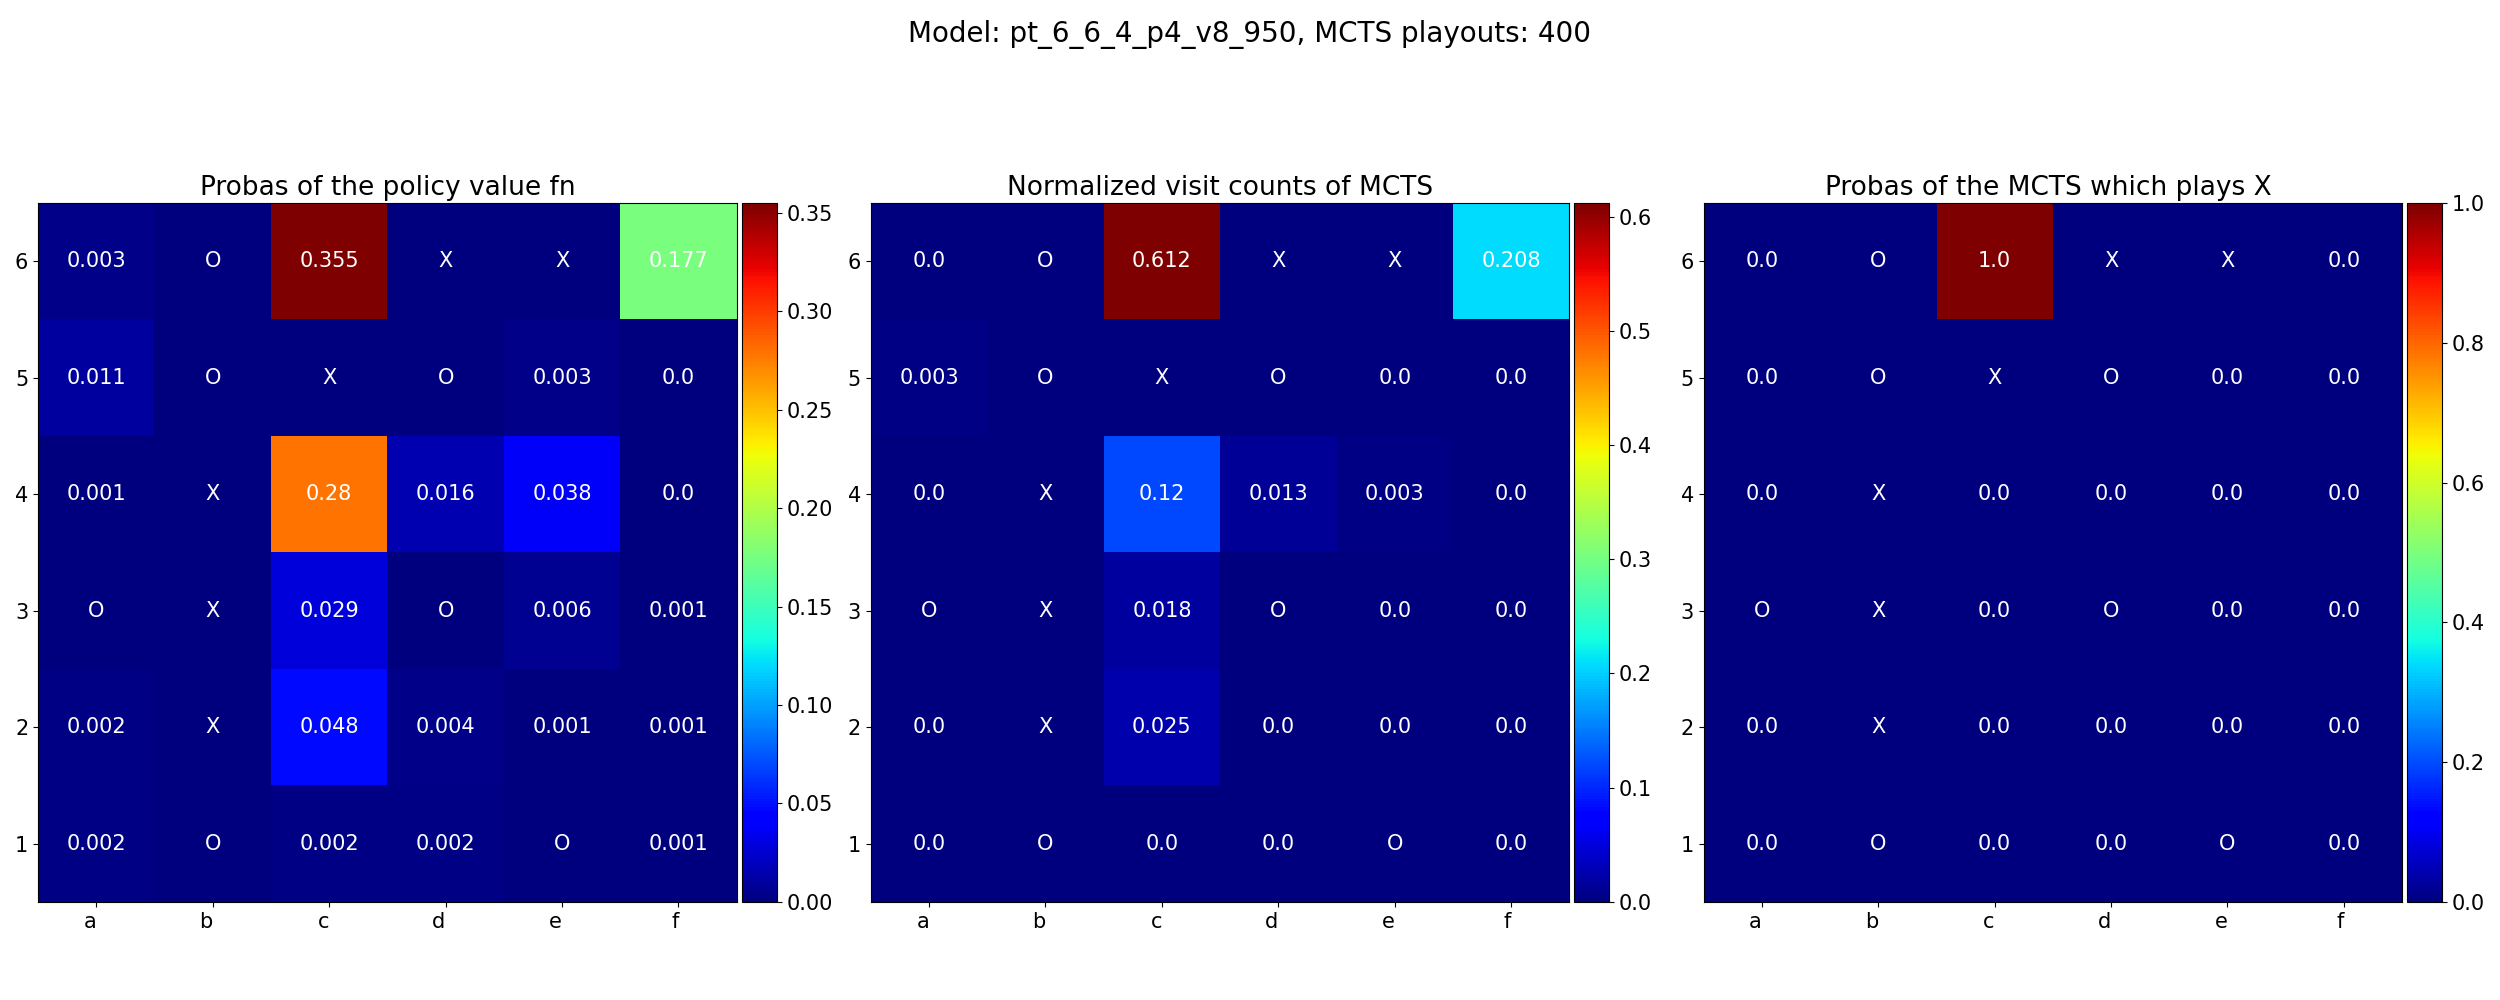 Model: pt_6_6_4_p4_v8_950, MCTS playouts: 400
Probas of the policy value fn
6 0.003 O 0.355 X X 0.177
5 0.011 O X O 0.003 0.0
4 0.001 X 0.28 0.016 0.038 0.0
3 O X 0.029 O 0.006 0.001
2 0.002 X 0.048 0.004 0.001 0.001
1 0.002 O 0.002 0.002 O 0.001
a b c d e f
0.35
0.30
0.25
0.20
0.15
0.10
0.05
0.00
Normalized visit counts of MCTS
6 0.0 O 0.612 X X 0.208
5 0.003 O X O 0.0 0.0
4 0.0 X 0.12 0.013 0.003 0.0
3 O X 0.018 O 0.0 0.0
2 0.0 X 0.025 0.0 0.0 0.0
1 0.0 O 0.0 0.0 O 0.0
a b c d e f
0.6
0.5
0.4
0.3
0.2
0.1
0.0
Probas of the MCTS which plays X
6 0.0 O 1.0 X X 0.0
5 0.0 O X O 0.0 0.0
4 0.0 X 0.0 0.0 0.0 0.0
3 O X 0.0 O 0.0 0.0
2 0.0 X 0.0 0.0 0.0 0.0
1 0.0 O 0.0 0.0 O 0.0
a b c d e f
1.0
0.8
0.6
0.4
0.2
0.0